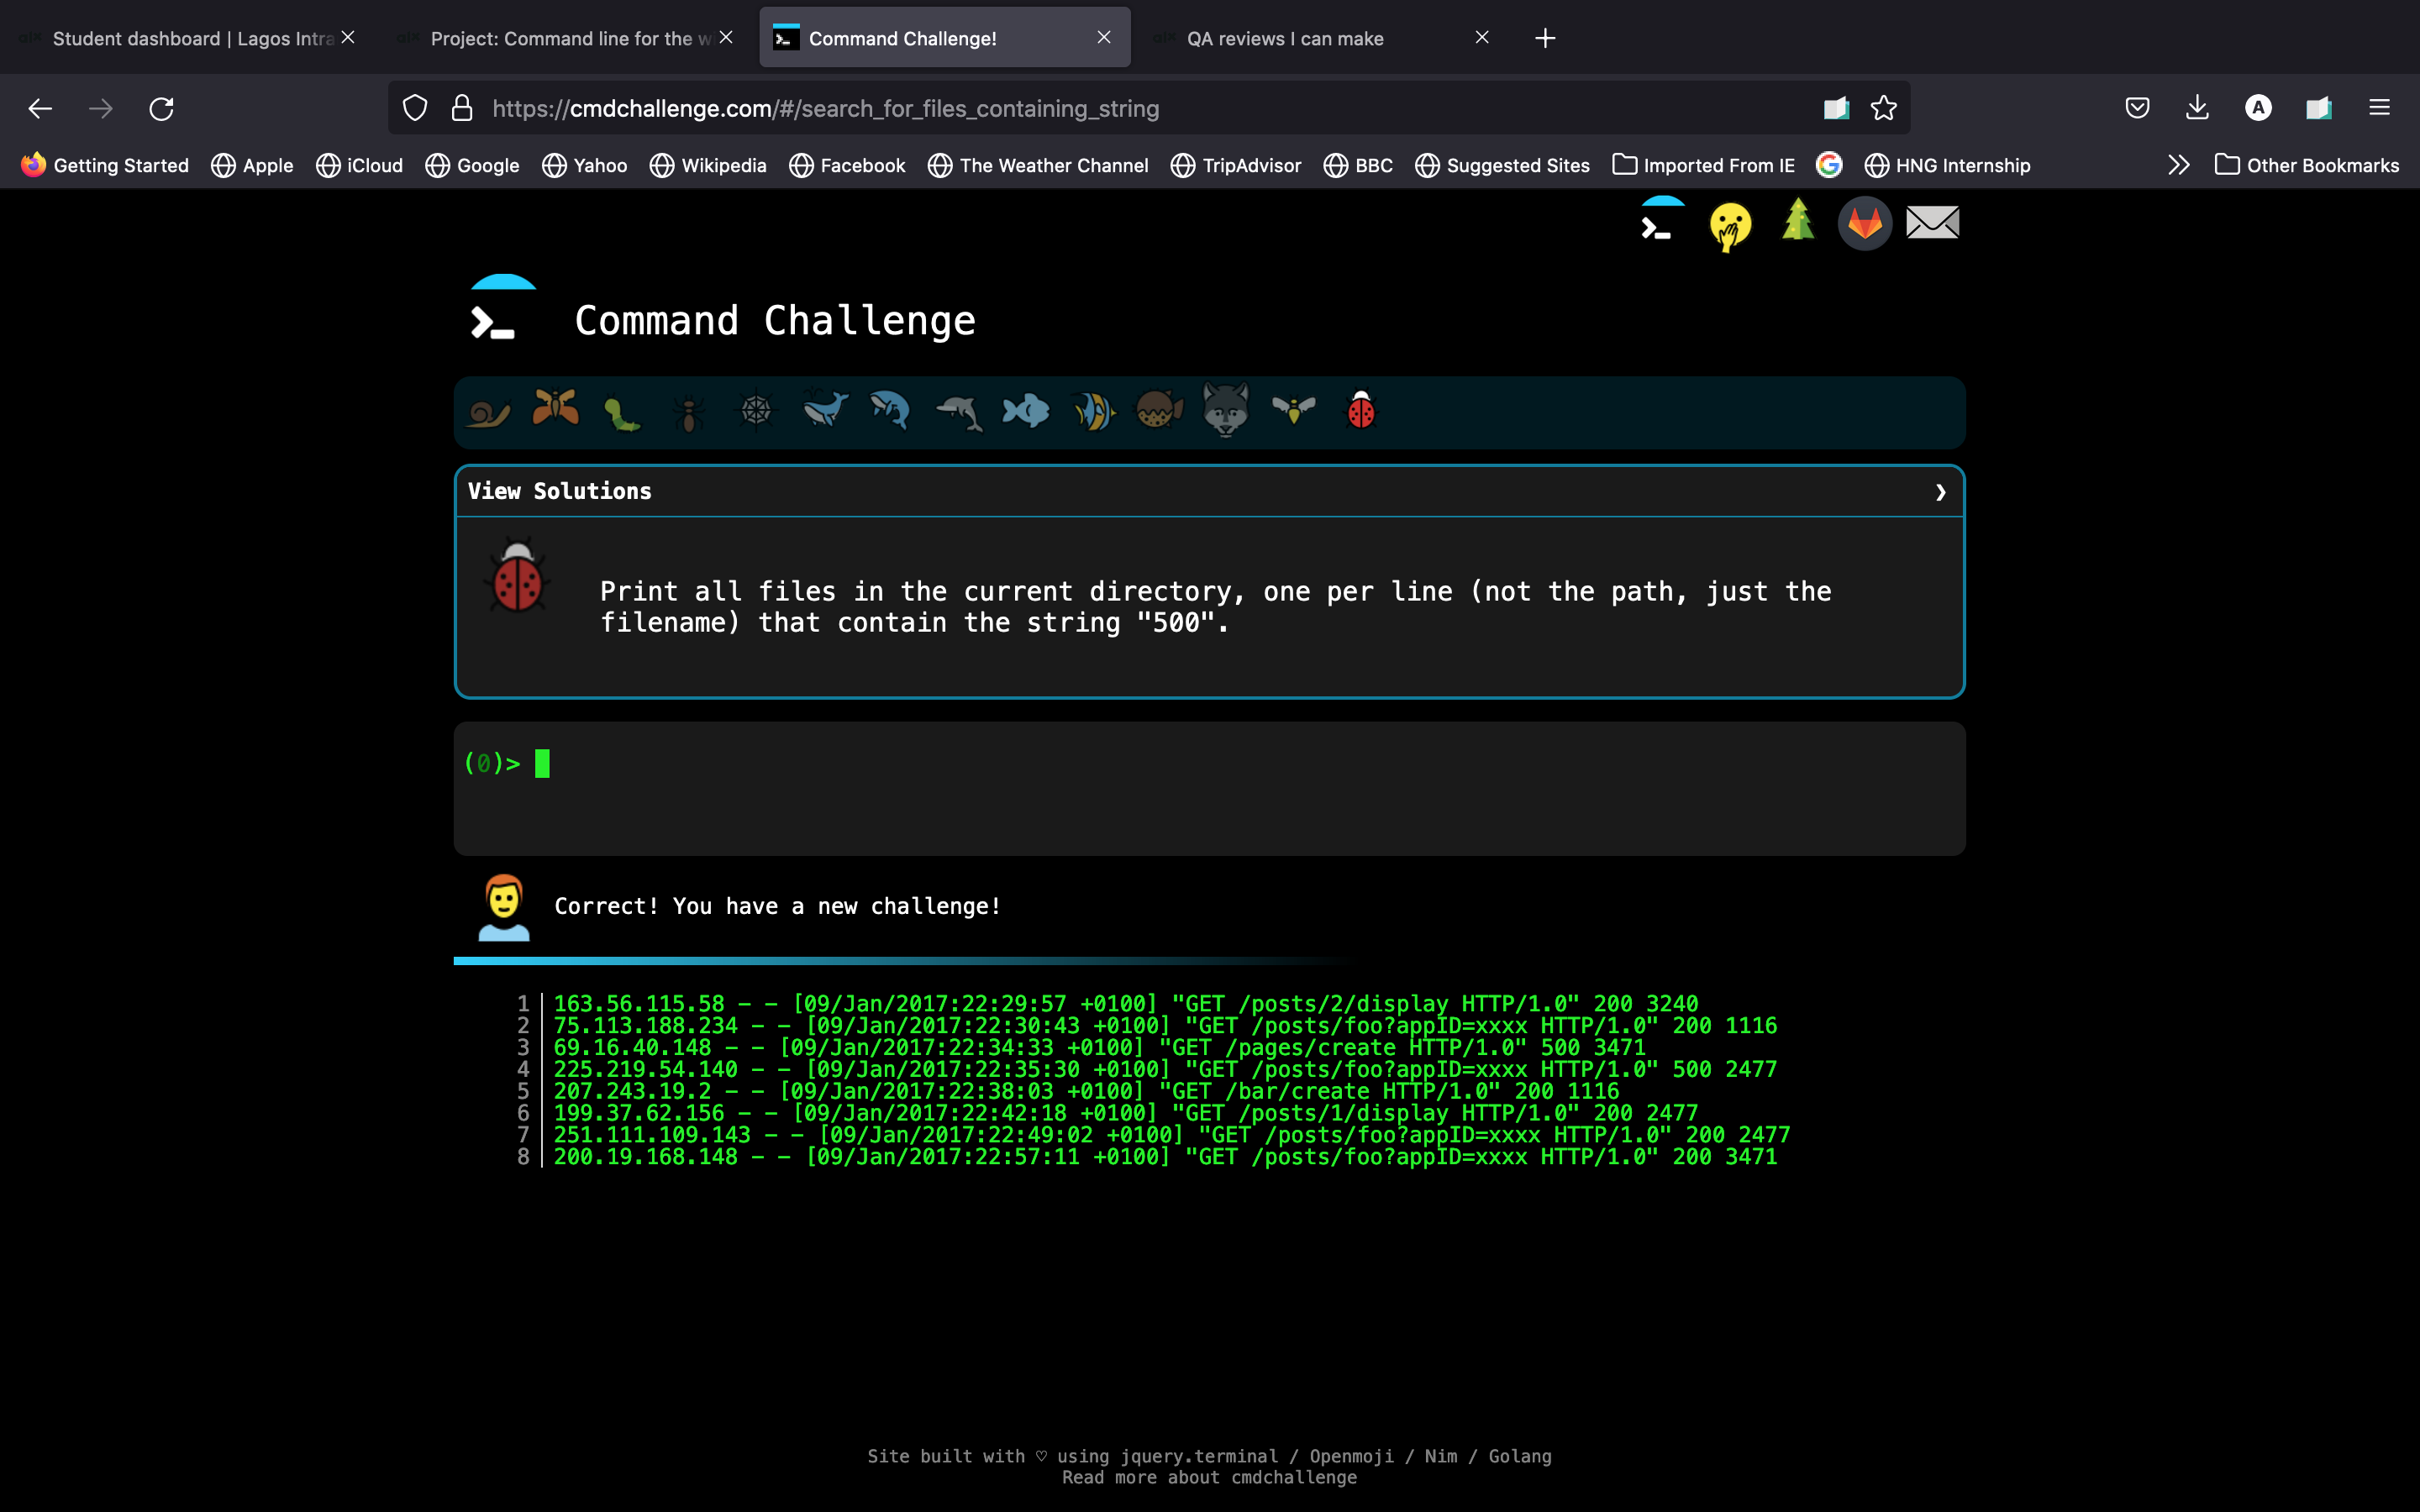 Student dashboard | Lagos Intra
Project: Command line for the w
Command Challenge!
QA reviews I can make
https://cmdchallenge.com/#/search_for_files_containing_string
A
Getting Started Apple iCloud Google Yahoo Wikipedia Facebook The Weather Channel TripAdvisor BBC Suggested Sites Imported From IE HNG Internship Other Bookmarks
Command Challenge
View Solutions
Print all files in the current directory, one per line (not the path, just the
filename) that contain the string "500".
(0)>
Correct! You have a new challenge!
1 163.56.115.58 - - [09/Jan/2017:22:29:57 +0100] "GET /posts/2/display HTTP/1.0" 200 3240
2 75.113.188.234 - - [09/Jan/2017:22:30:43 +0100] "GET /posts/foo?appID=xxxx HTTP/1.0" 200 1116
3 69.16.40.148 - - [09/Jan/2017:22:34:33 +0100] "GET /pages/create HTTP/1.0" 500 3471
4 225.219.54.140 - - [09/Jan/2017:22:35:30 +0100] "GET /posts/foo?appID=xxxx HTTP/1.0" 500 2477
5 207.243.19.2 - - [09/Jan/2017:22:38:03 +0100] "GET /bar/create HTTP/1.0" 200 1116
6 199.37.62.156 - - [09/Jan/2017:22:42:18 +0100] "GET /posts/1/display HTTP/1.0" 200 2477
7 251.111.109.143 - - [09/Jan/2017:22:49:02 +0100] "GET /posts/foo?appID=xxxx HTTP/1.0" 200 2477
8 200.19.168.148 - - [09/Jan/2017:22:57:11 +0100] "GET /posts/foo?appID=xxxx HTTP/1.0" 200 3471
Site built with ♡ using jquery.terminal / Openmoji / Nim / Golang
Read more about cmdchallenge